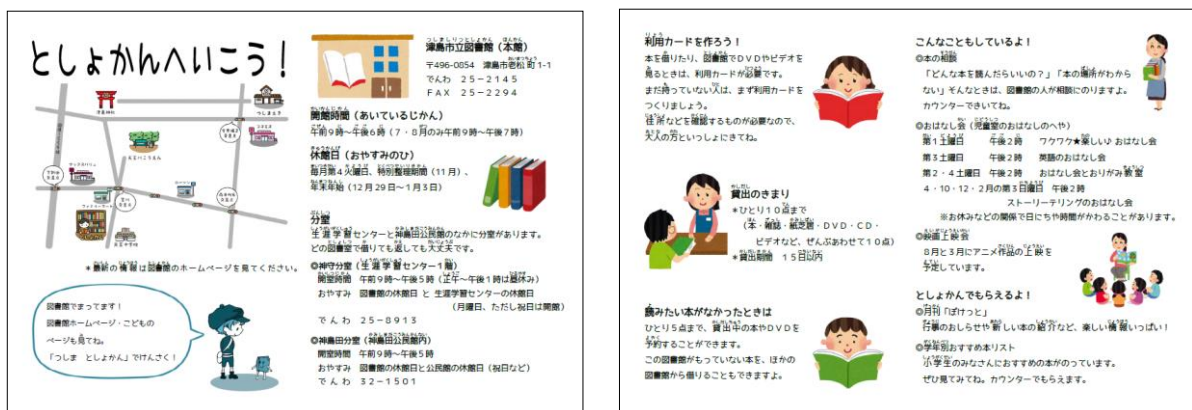 としょかんへいこう！
＊最新の情報は図書館のホームページを見てください。
図書館でまってます！
図書館ホームページ・こどもの
ページも見てね。
「つしま　としょかん」でけんさく！
つしましりつとしょかん　ほんかん
津島市立図書館（本館）
〒496-0854　津島市老松町1-1
でんわ　25－2145
ＦＡＸ　25－2294
開館時間（あいているじかん）
午前９時～午後６時（７・８月のみ午前９時～午後７時）
休館日（おやすみのひ）
毎月第４火曜日、特別整理期間（11月）、
年末年始（12月29日～1月3日）
分室
生涯学習センターと神島田公民館のなかに分室があります。
どの図書室で借りても返しても大丈夫です。
◎神守分室（生涯学習センター１階）
開室時間　午前９時～午後５時（正午～午後１時は昼休み）
おやすみ　図書館の休館日 と 生涯学習センターの休館日
（月曜日、ただし祝日は開館）
でんわ　25－8913
◎神島田分室（神島田公民館内）
開室時間　午前９時～午後５時
おやすみ　図書館の休館日と公民館の休館日（祝日など）
でんわ　32－1501
利用カードを作ろう！
本を借りたり、図書館でＤＶＤやビデオを
見るときは、利用カードが必要です。
まだ持っていない人は、まず利用カードを
つくりましょう。
住所などを確認するものが必要なので、
大人の方といっしょにきてね。
貸出のきまり
＊ひとり１０点まで
（本・雑誌・紙芝居・ＤＶＤ・ＣＤ・
ビデオなど、ぜんぶあわせて１０点）
＊貸出期間　１５日以内
読みたい本がなかったときは
ひとり５点まで、貸出中の本やＤＶＤを
予約することができます。
この図書館がもっていない本を、ほかの
図書館から借りることもできますよ。
こんなこともしているよ！
◎本の相談
「どんな本を読んだらいいの？」「本の場所がわから
ない」そんなときは、図書館の人が相談にのりますよ。
カウンターできいてね。
◎おはなし会（児童室のおはなしのへや）
第１土曜日　午後２時　ワクワク★楽しい♪ おはなし会
第３土曜日　午後２時　英語のおはなし会
第２・４土曜日　午後２時　おはなし会とおりがみ教室
４・10・12・２月の第３日曜日　午後２時
ストーリーテリングのおはなし会
※お休みなどの関係で日にちや時間がかわることがあります。
◎映画上映会
８月と３月にアニメ作品の上映を
予定しています。
としょかんでもらえるよ！
◎月刊「ぽけっと」
行事のおしらせや新しい本の紹介など、楽しい情報いっぱい！
◎学年別おすすめ本リスト
小学生のみなさんにおすすめの本がのっています。
ぜひ見てみてね。カウンターでもらえます。